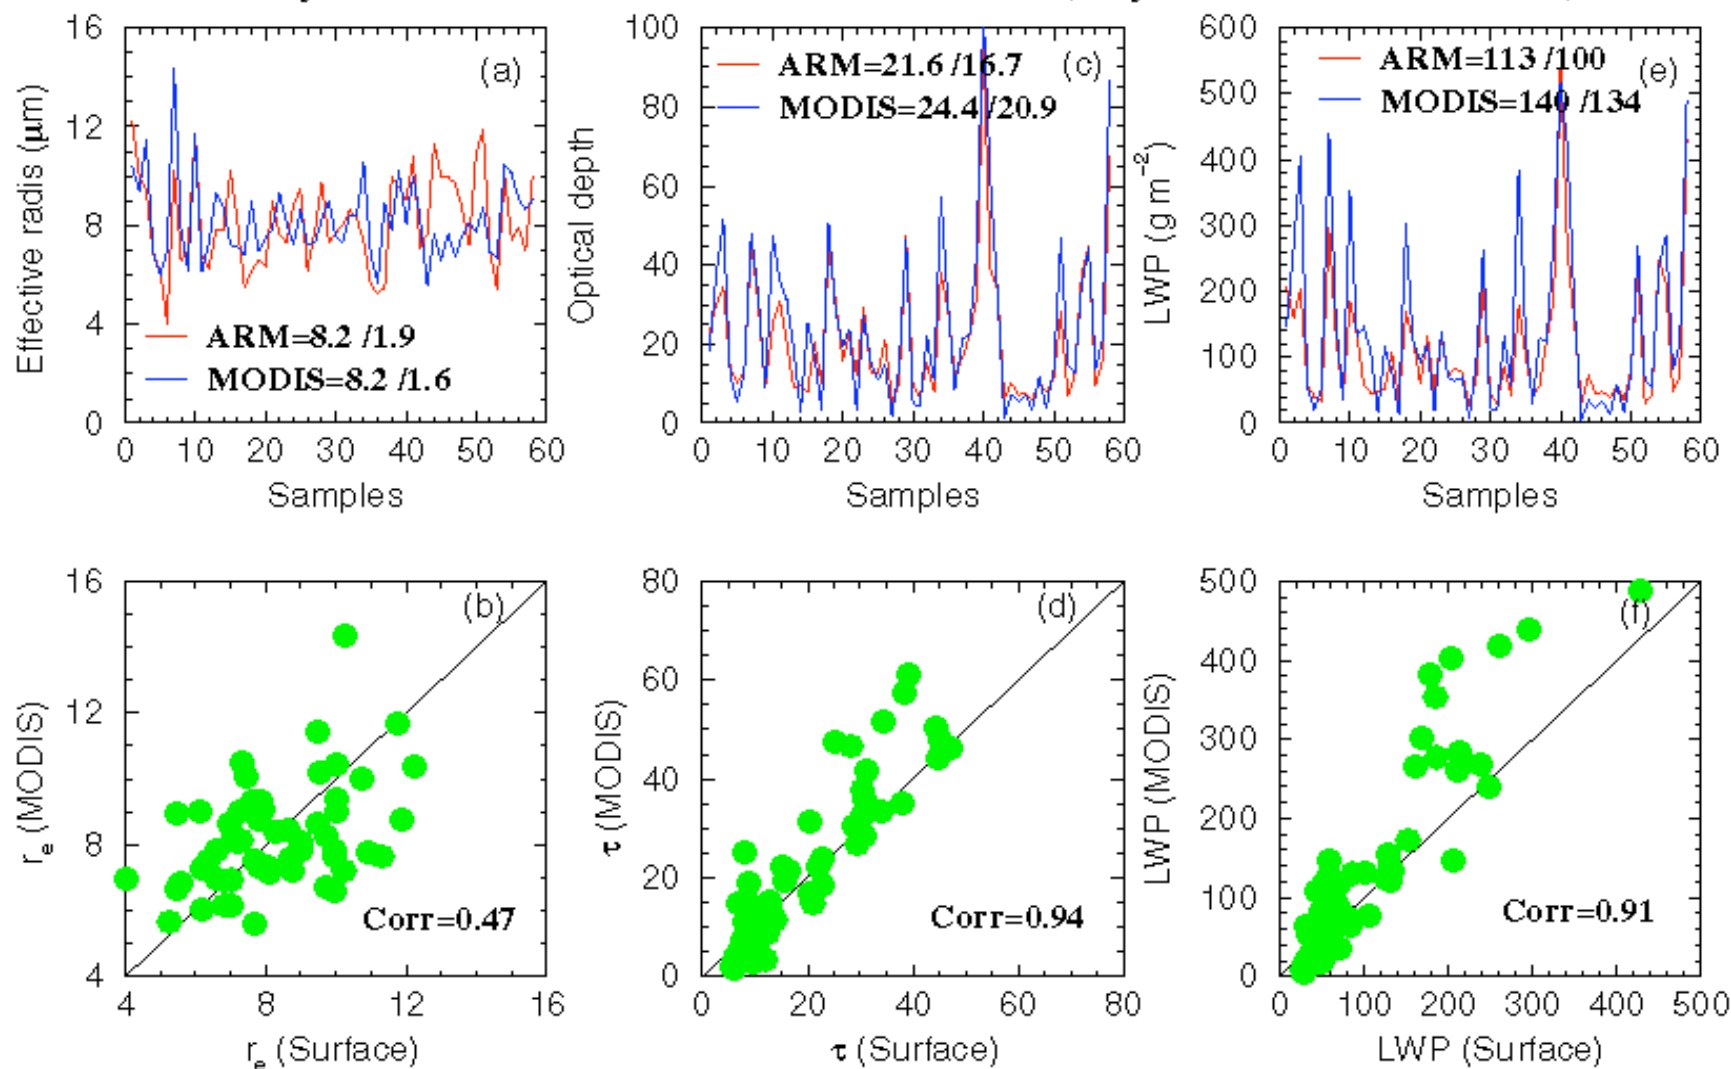 16
12
8
4
0
Effective radis (μm)
(a)
ARM=8.2 /1.9
MODIS=8.2 /1.6
0 10 20 30 40 50 60
Samples
100
80
60
40
20
0
Optical depth
ARM=21.6 /16.7
(c)
MODIS=24.4 /20.9
0 10 20 30 40 50 60
Samples
600
500
400
300
200
100
0
LWP (g m⁻²)
ARM=113 /100
(e)
MODIS=140 /134
0 10 20 30 40 50 60
Samples
16
12
8
4
rₑ (MODIS)
(b)
Corr=0.47
4 8 12 16
rₑ (Surface)
80
60
40
20
0
τ (MODIS)
(d)
Corr=0.94
0 20 40 60 80
τ (Surface)
500
400
300
200
100
0
LWP (MODIS)
(f)
Corr=0.91
0 100 200 300 400 500
LWP (Surface)